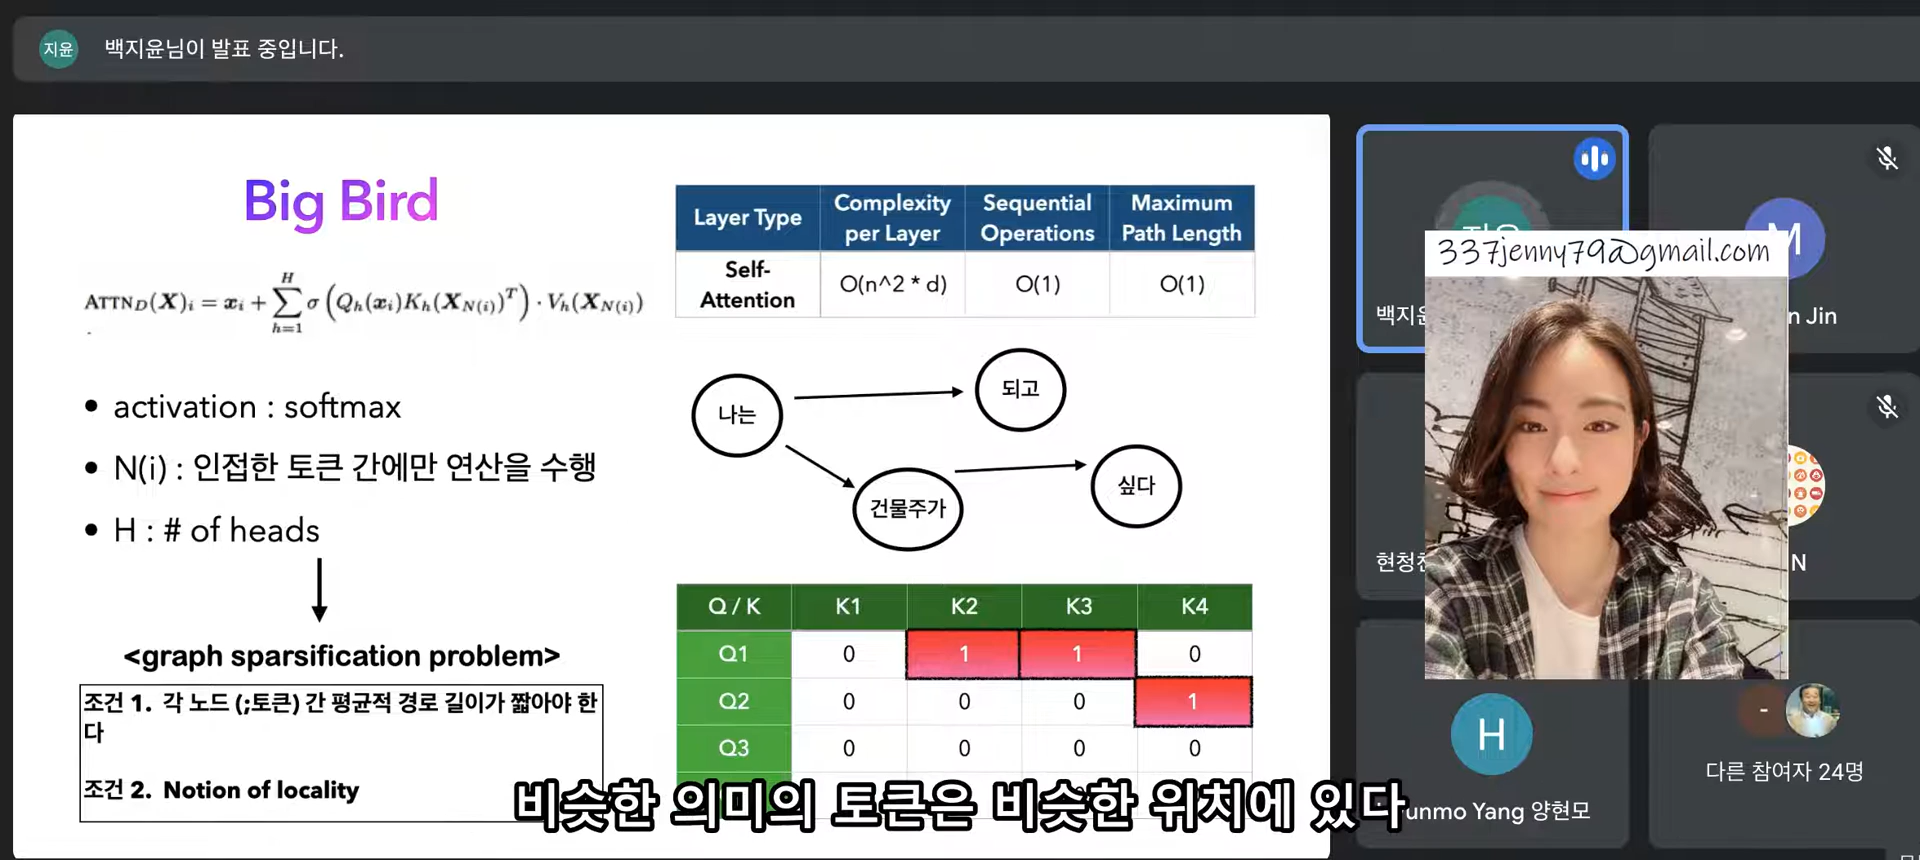 지윤
백지윤님이 발표 중입니다.
Big Bird
ATTN_D(X)_i = x_i + \sum_{h=1}^{H} σ(Q_h(x_i)K_h(X_{N(i)})^T) · V_h(X_{N(i)})
• activation : softmax
• N(i) : 인접한 토큰 간에만 연산을 수행
• H : # of heads
<graph sparsification problem>
조건 1. 각 노드 (;토큰) 간 평균적 경로 길이가 짧아야 한
다
조건 2. Notion of locality
Layer Type Complexity per Layer Sequential Operations Maximum Path Length
Self-Attention O(n^2 * d) O(1) O(1)
나는
되고
건물주가
싶다
Q / K K1 K2 K3 K4
Q1 0 1 1 0
Q2 0 0 0 1
Q3 0 0 0 0
비슷한 의미의 토큰은 비슷한 위치에 있다
337jenny79@gmail.com
백지윤
M
n Jin
현청천
N
H
unmo Yang 양현모
-
다른 참여자 24명